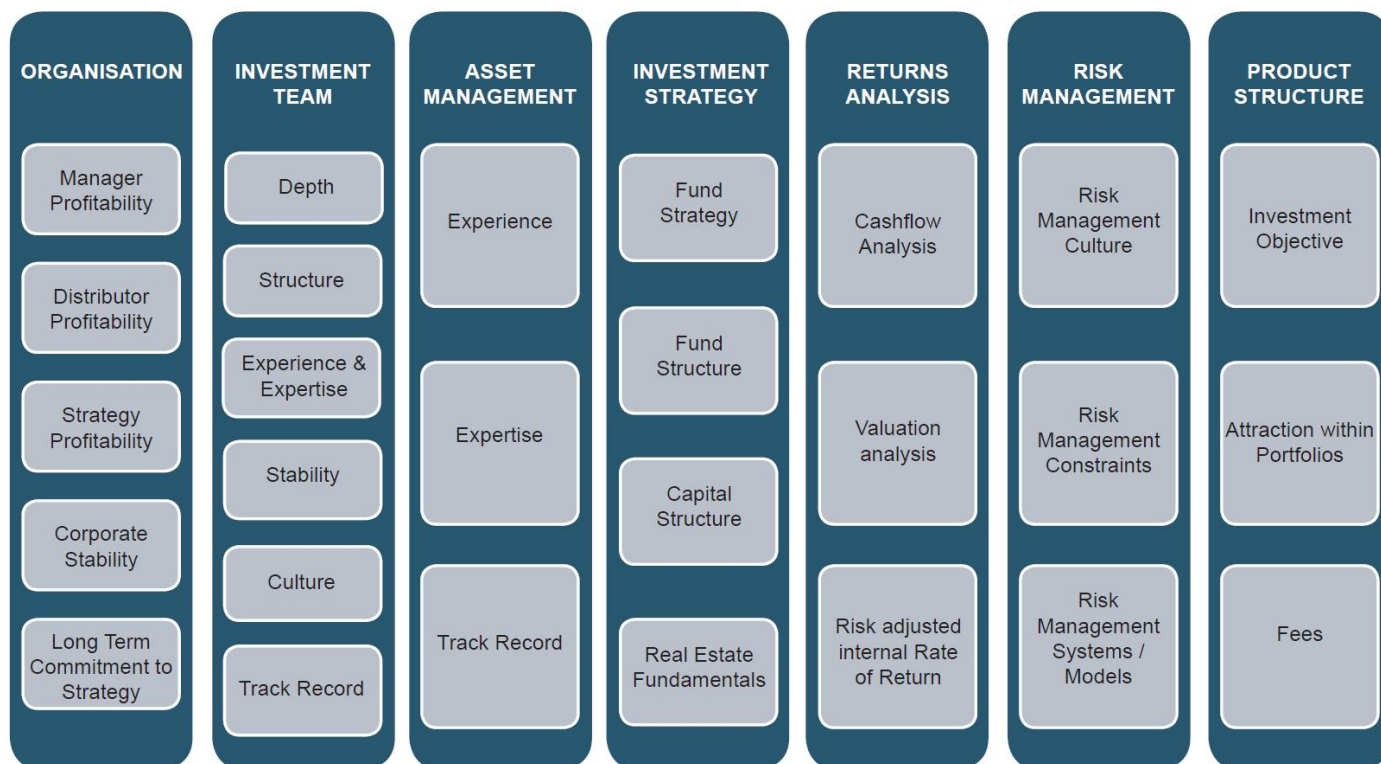 ORGANISATION
Manager
Profitability
Distributor
Profitability
Strategy
Profitability
Corporate
Stability
Long Term
Commitment to
Strategy
INVESTMENT
TEAM
Depth
Structure
Experience &
Expertise
Stability
Culture
Track Record
ASSET
MANAGEMENT
Experience
Expertise
Track Record
INVESTMENT
STRATEGY
Fund
Strategy
Fund
Structure
Capital
Structure
Real Estate
Fundamentals
RETURNS
ANALYSIS
Cashflow
Analysis
Valuation
analysis
Risk adjusted
internal Rate
of Return
RISK
MANAGEMENT
Risk
Management
Culture
Risk
Management
Constraints
Risk
Management
Systems /
Models
PRODUCT
STRUCTURE
Investment
Objective
Attraction within
Portfolios
Fees